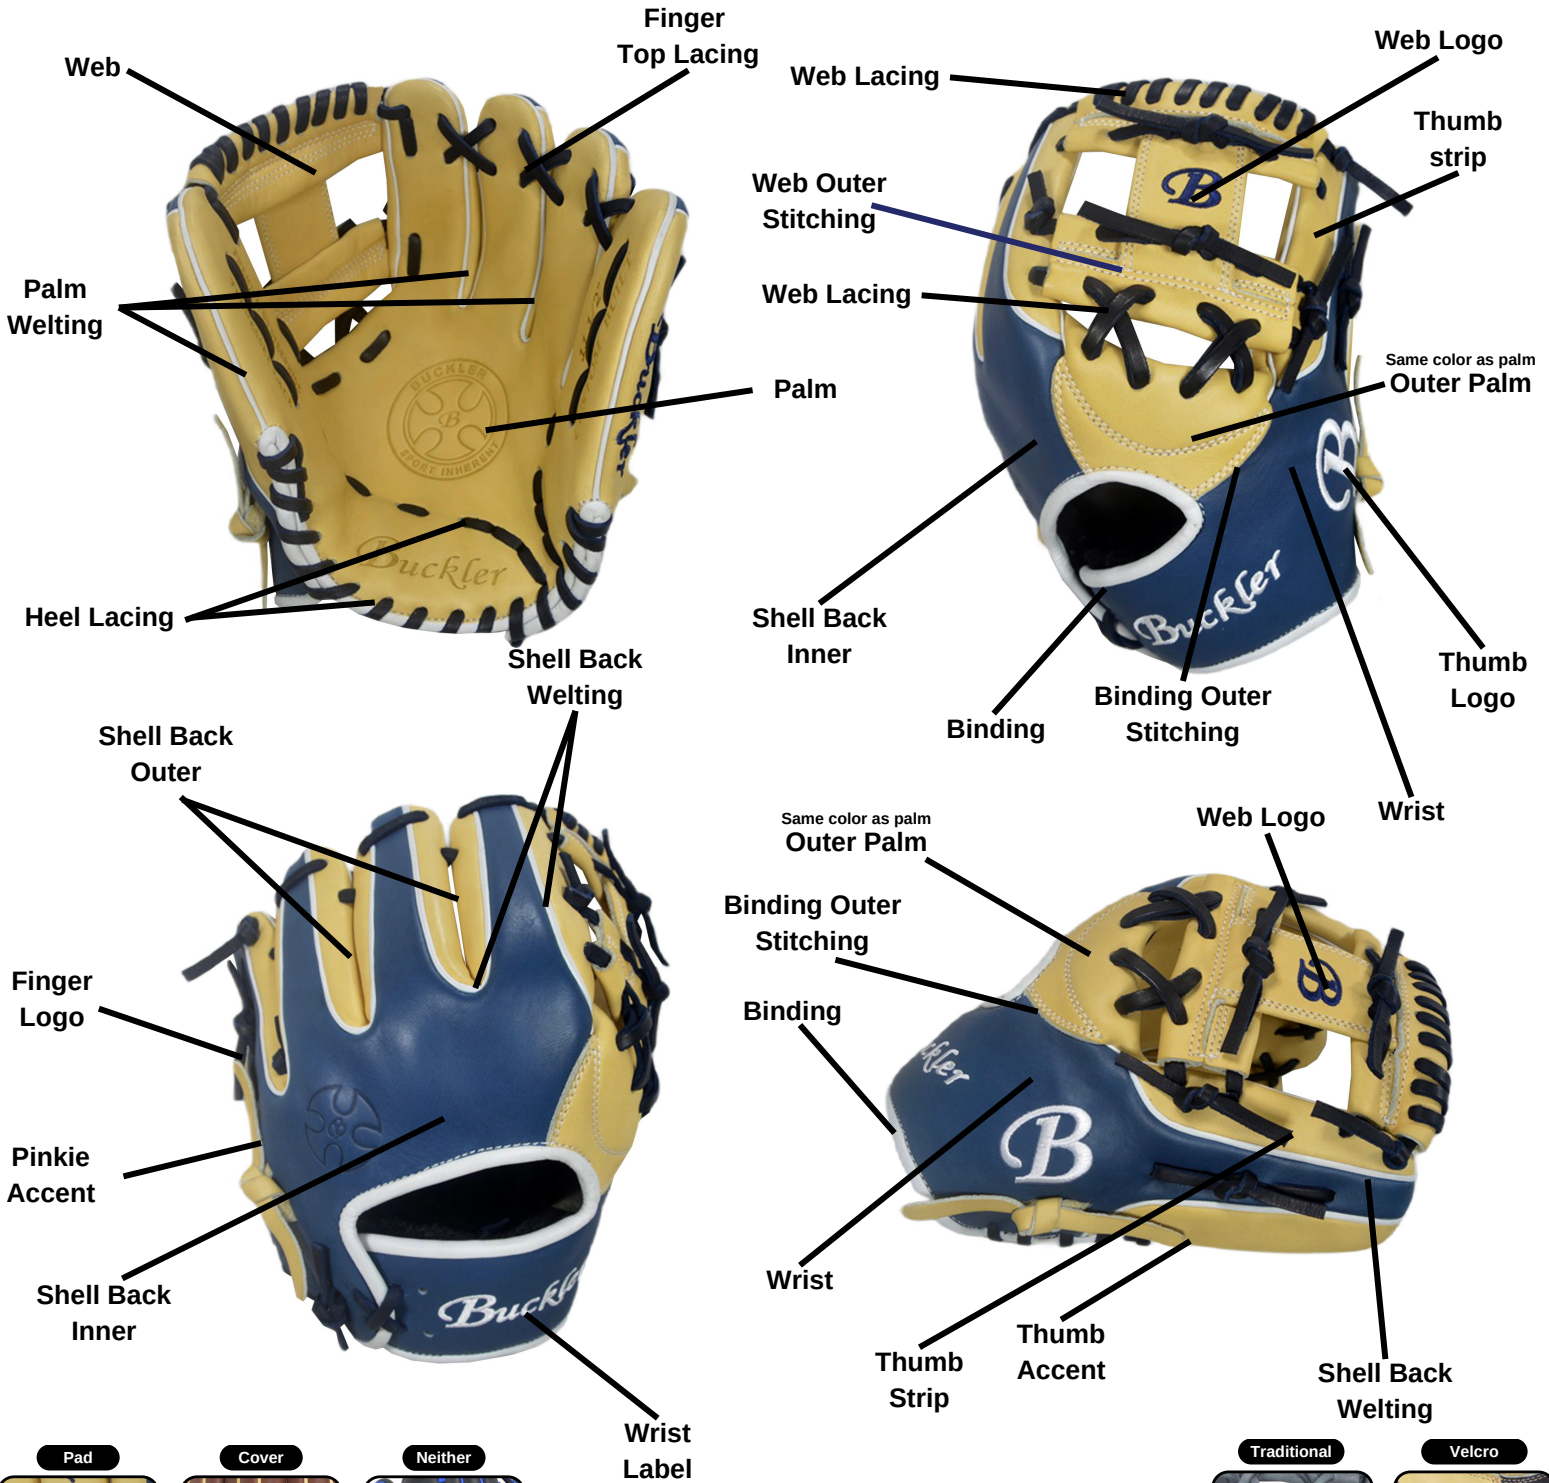 Finger
Top Lacing
Web
Palm
Welting
Palm
Heel Lacing
BUCKLER
B
SPORT INHERENT
Buckler
Buckler
Web Logo
Web Lacing
Thumb
strip
Web Outer
Stitching
Web Lacing
Same color as palm
Outer Palm
Shell Back
Inner
Binding
Binding Outer
Stitching
Thumb
Logo
Wrist
B
B
Buckler
Shell Back
Welting
Shell Back
Outer
Finger
Logo
Pinkie
Accent
Shell Back
Inner
Wrist
Label
B
Buckler
Same color as palm
Outer Palm
Web Logo
Binding Outer
Stitching
Binding
Wrist
Thumb
Strip
Thumb
Accent
Shell Back
Welting
B
kler
B
Pad
Cover
Neither
Traditional
Velcro